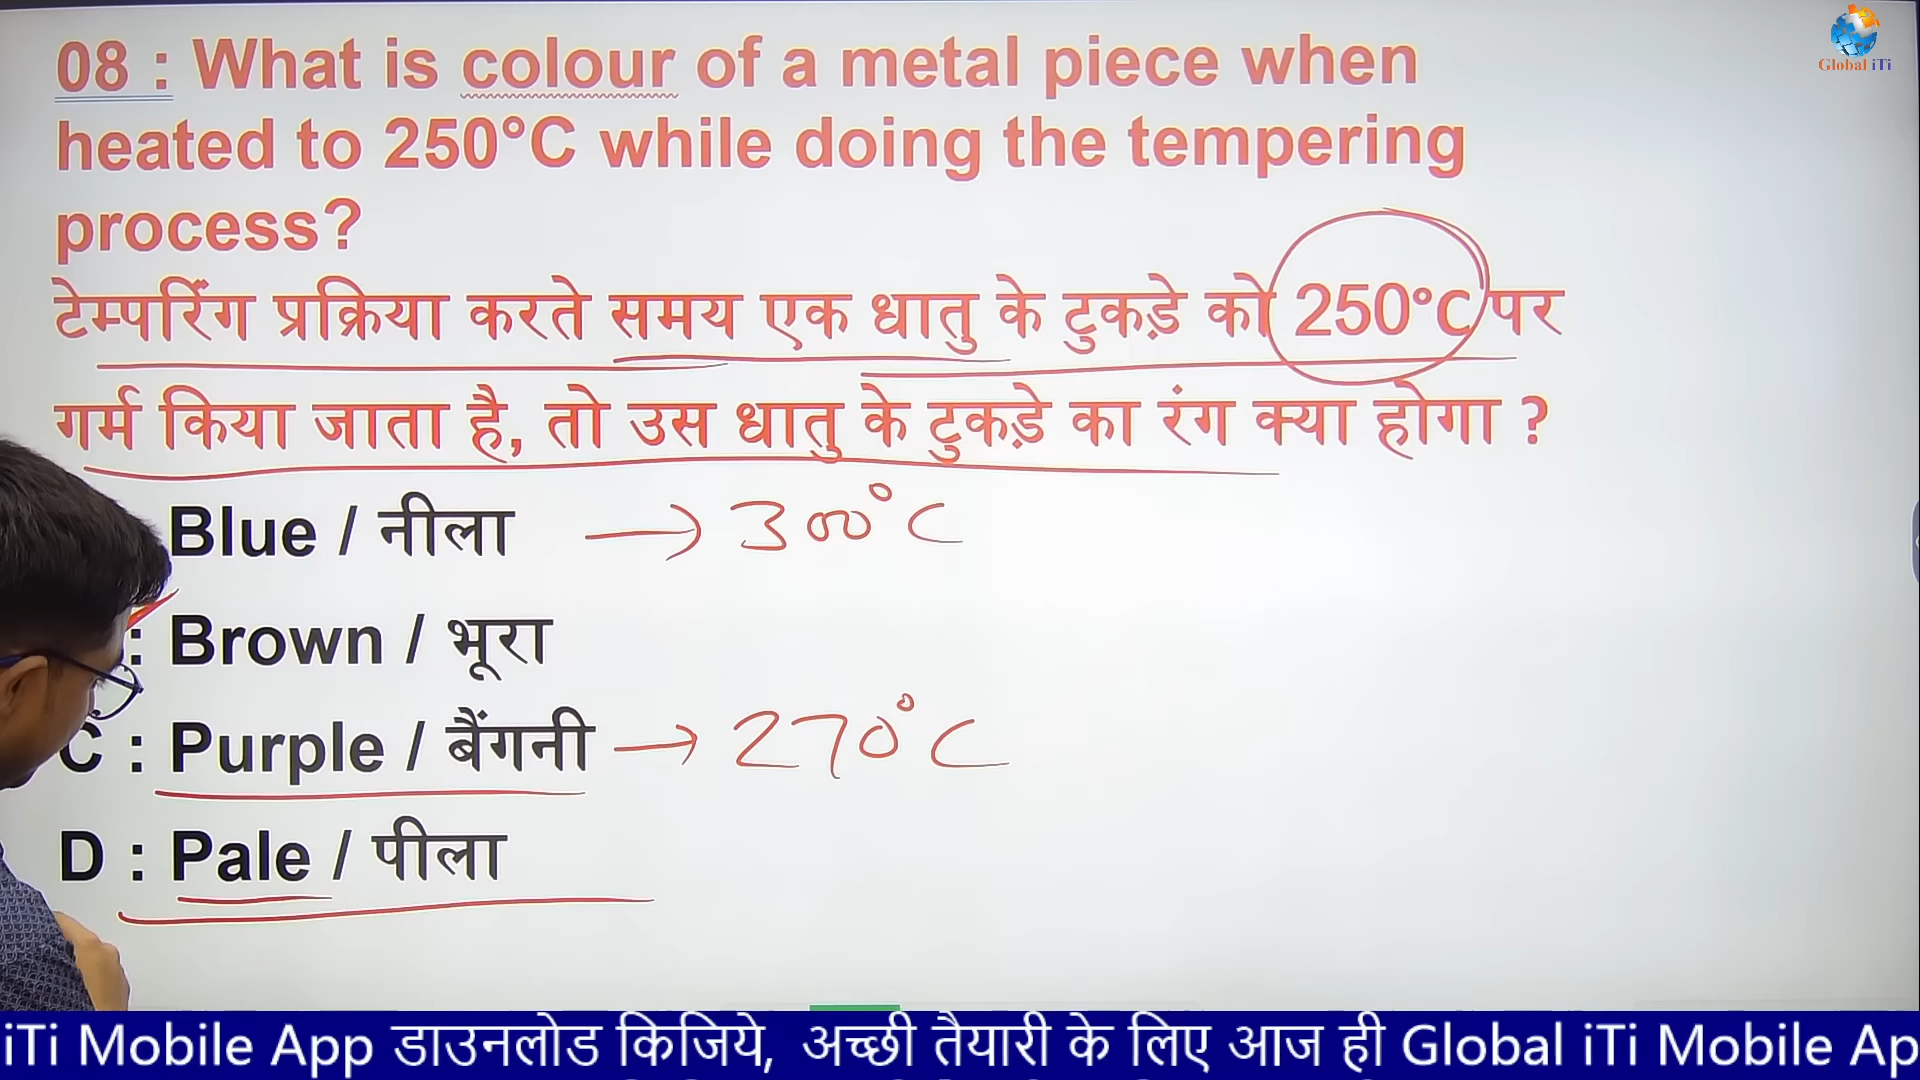 08 : What is colour of a metal piece when
heated to 250°C while doing the tempering
process?
टेम्परिंग प्रक्रिया करते समय एक धातु के टुकड़े को 250°C पर
गर्म किया जाता है, तो उस धातु के टुकड़े का रंग क्या होगा ?
Blue / नीला → 300°C
: Brown / भूरा
C : Purple / बैंगनी → 270°C
D : Pale / पीला
Global iTi
iTi Mobile App डाउनलोड किजिये, अच्छी तैयारी के लिए आज ही Global iTi Mobile Ap